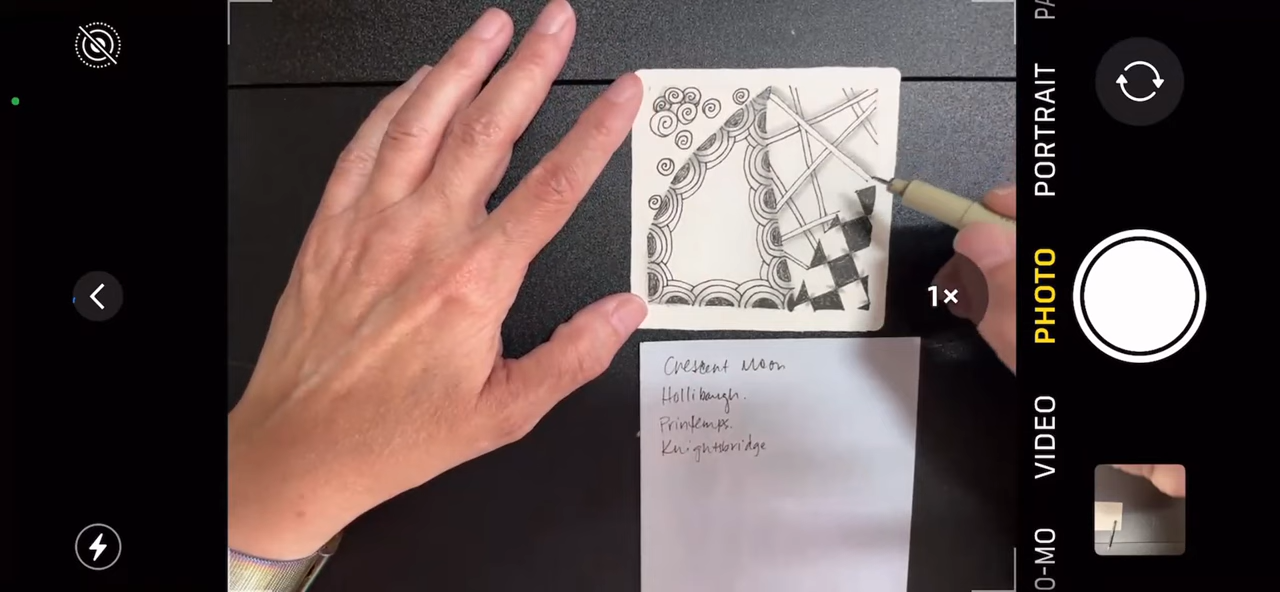 Crescent Moon
Hollibaugh.
Printemps.
Knightsbridge
1×
PORTRAIT
PHOTO
VIDEO